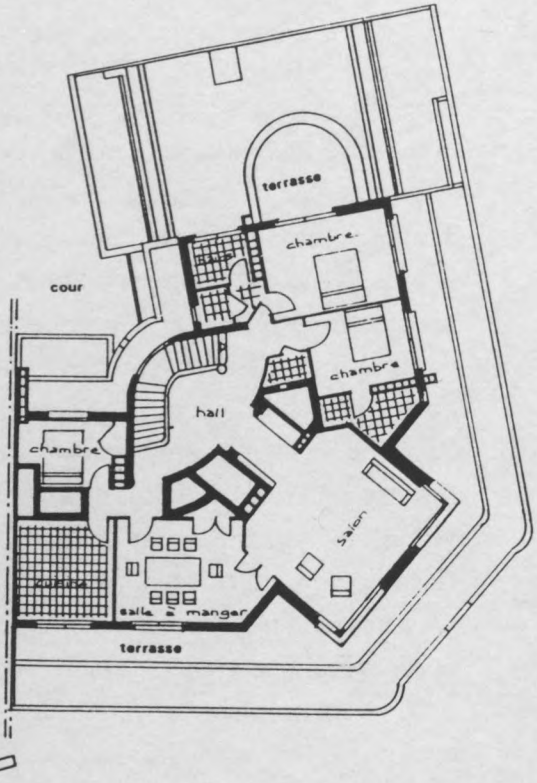 terrasse
chambre
cour
chambre
hall
chambre
salon
cuisine
salle à manger
terrasse